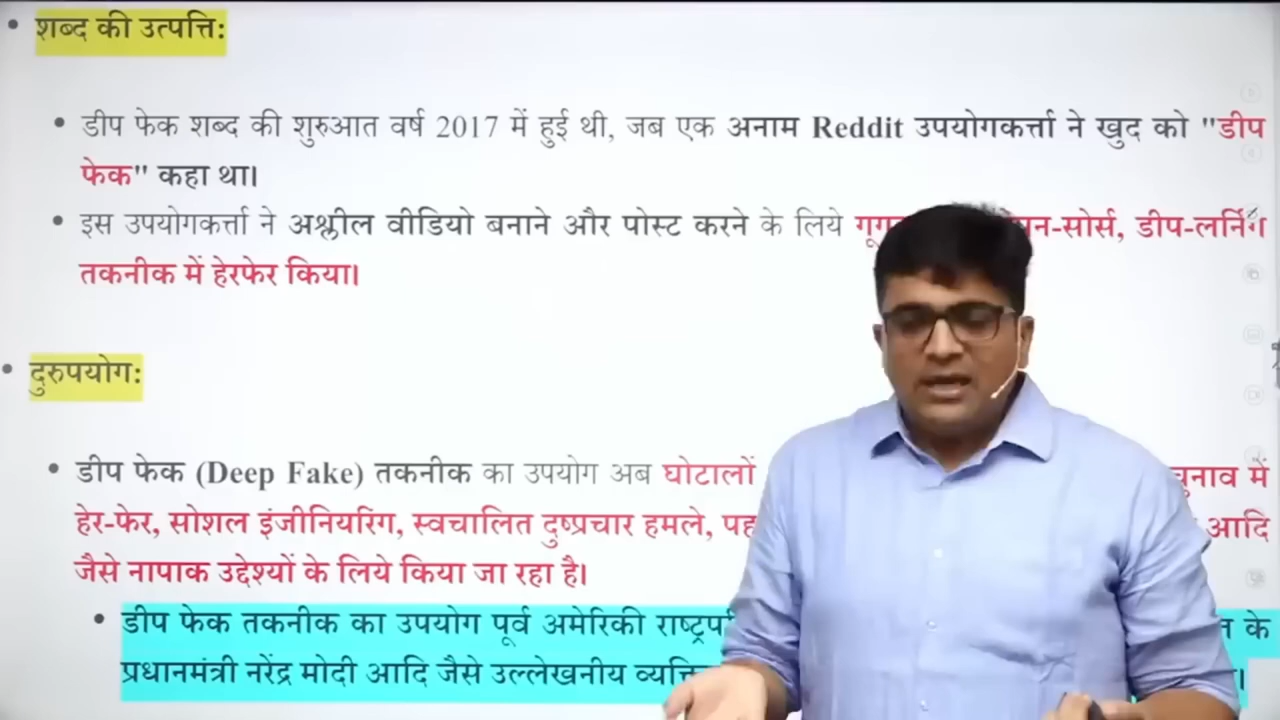 शब्द की उत्पत्ति:
डीप फेक शब्द की शुरुआत वर्ष 2017 में हुई थी, जब एक अनाम Reddit उपयोगकर्त्ता ने खुद को "डीप
फेक" कहा था।
इस उपयोगकर्त्ता ने अश्लील वीडियो बनाने और पोस्ट करने के लिये सोर्स, डीप-लर्निंग
तकनीक में हेरफेर किया।
दुरुपयोग:
डीप फेक (Deep Fake) तकनीक का उपयोग अब घोटालों चुनाव में
हेर-फेर, सोशल इंजीनियरिंग, स्वचालित दुष्प्रचार हमले, आदि
जैसे नापाक उद्देश्यों के लिये किया जा रहा है।
डीप फेक तकनीक का उपयोग पूर्व अमेरिकी के
प्रधानमंत्री नरेंद्र मोदी आदि जैसे उल्लेखनीय